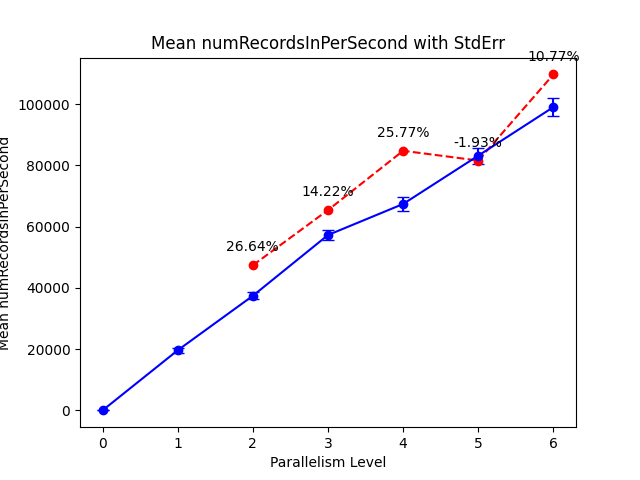 Mean numRecordsInPerSecond with StdErr
10.77%
100000
25.77%
-1.93%
80000
14.22%
60000
26.64%
40000
20000
0
Mean numRecordsInPerSecond
0 1 2 3 4 5 6
Parallelism Level